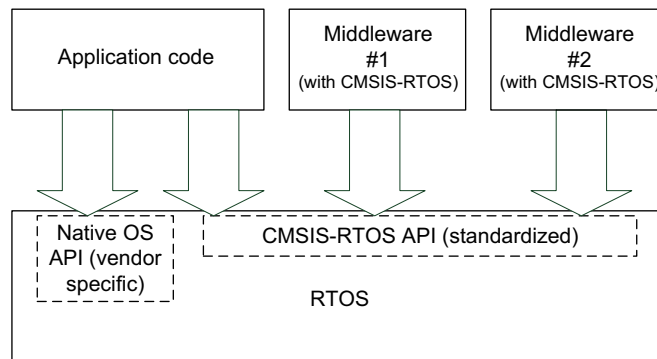 Application code
Middleware
#1
(with CMSIS-RTOS)
Middleware
#2
(with CMSIS-RTOS)
Native OS
API (vendor
specific)
CMSIS-RTOS API (standardized)
RTOS